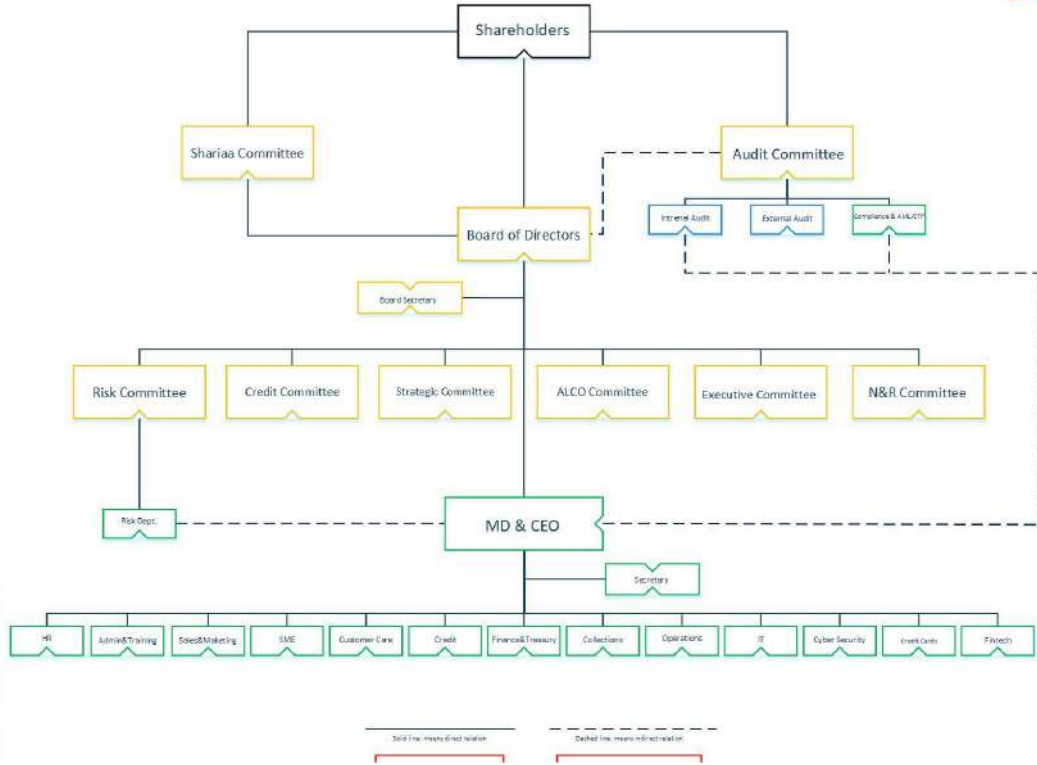 Shareholders
Shariaa Committee
Audit Committee
Intrenal Audit
External Audit
Compliance & AML/CTF
Board of Directors
Board Secretary
Risk Committee
Credit Committee
Strategic Committee
ALCO Committee
Executive Committee
N&R Committee
Risk Dept.
MD & CEO
Secretary
HR
Admin&Training
Sales&Maketing
SME
Customer Care
Credit
Finance&Treasury
Collections
Operations
IT
Cyber Security
Credit Cards
Fintech
Solid line: means direct relation
Dashed line: means indirect relation